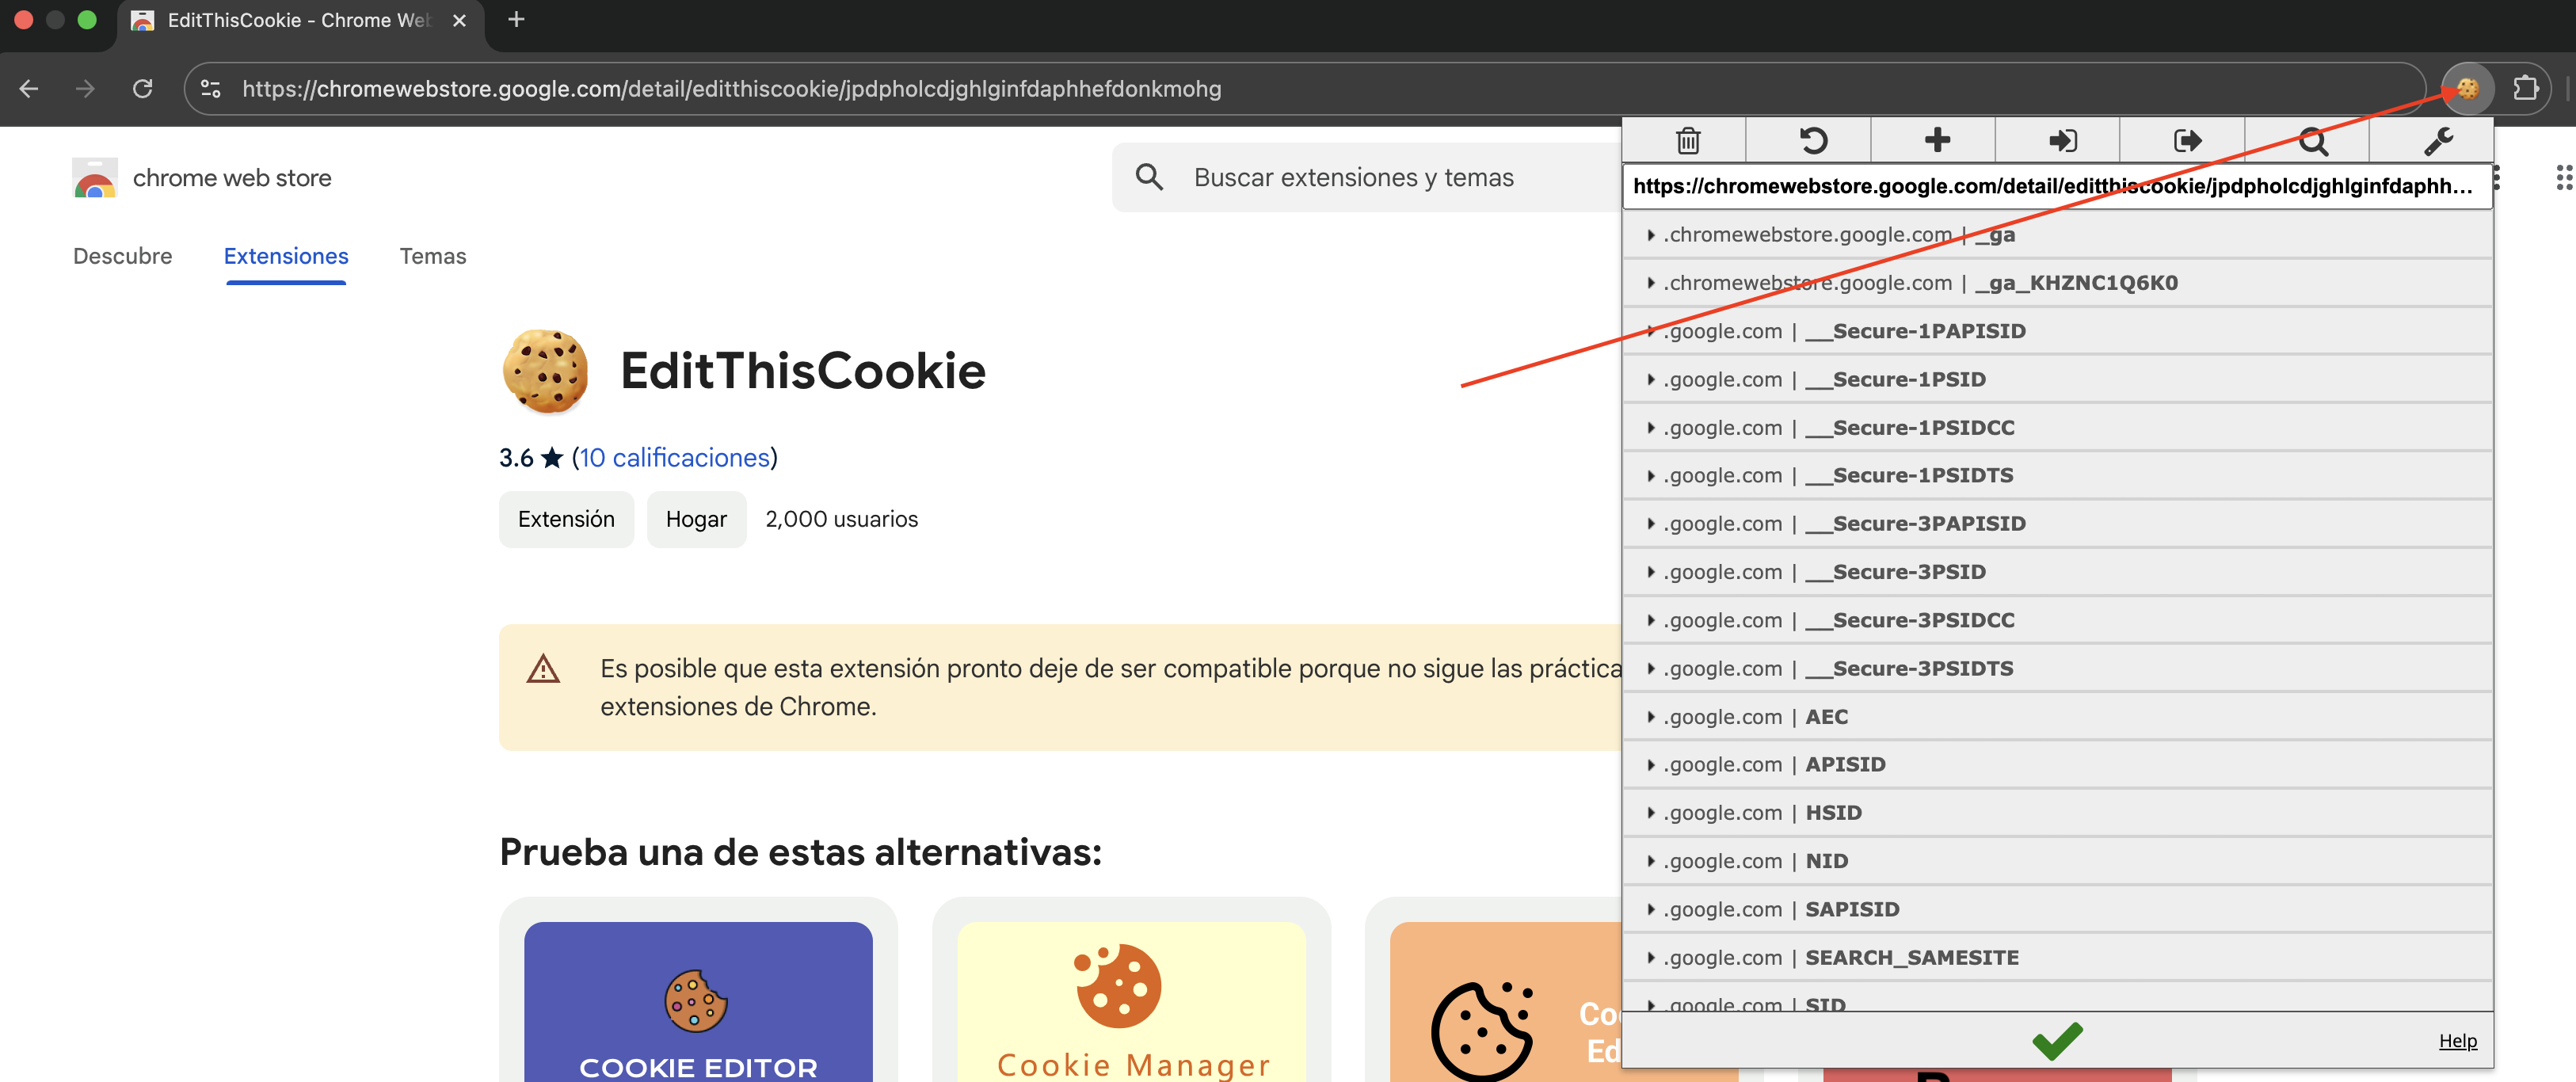 EditThisCookie - Chrome Web
https://chromewebstore.google.com/detail/editthiscookie/jpdpholcdjghlginfdaphhefdonkmohg
chrome web store
Buscar extensiones y temas
Descubre
Extensiones
Temas
EditThisCookie
3.6 ★ (10 calificaciones)
Extensión
Hogar
2,000 usuarios
Es posible que esta extensión pronto deje de ser compatible porque no sigue las práctica
extensiones de Chrome.
Prueba una de estas alternativas:
COOKIE EDITOR
Cookie Manager
https://chromewebstore.google.com/detail/editthiscookie/jpdpholcdjghlginfdaphh...
.chromewebstore.google.com | _ga
.chromewebstore.google.com | _ga_KHZNC1Q6K0
.google.com | __Secure-1PAPISID
.google.com | __Secure-1PSID
.google.com | __Secure-1PSIDCC
.google.com | __Secure-1PSIDTS
.google.com | __Secure-3PAPISID
.google.com | __Secure-3PSID
.google.com | __Secure-3PSIDCC
.google.com | __Secure-3PSIDTS
.google.com | AEC
.google.com | APISID
.google.com | HSID
.google.com | NID
.google.com | SAPISID
.google.com | SEARCH_SAMESITE
.google.com | SID
Help